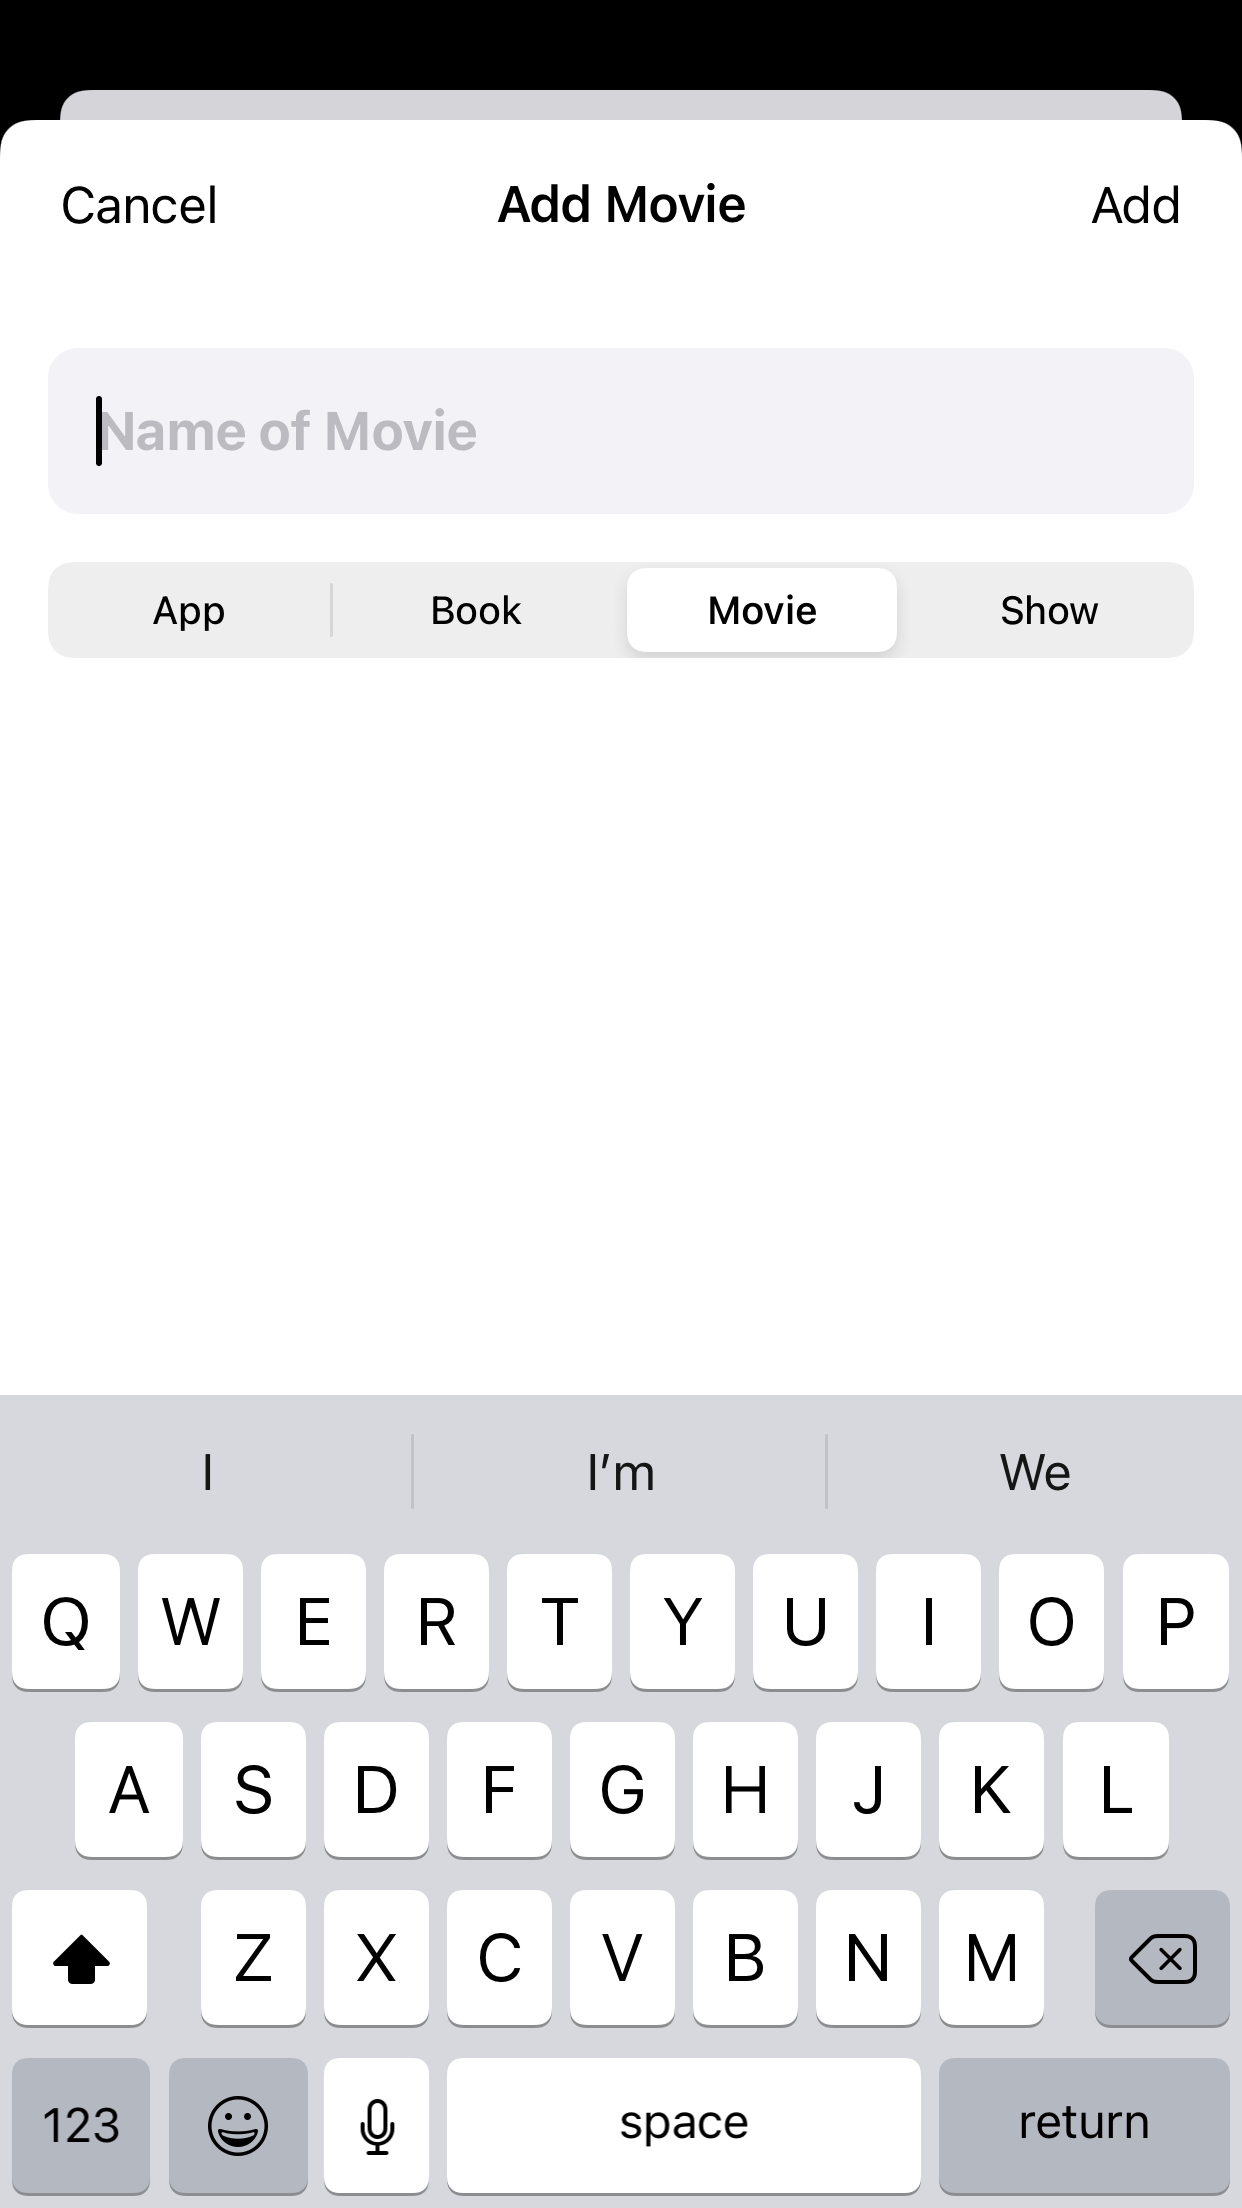 Cancel Add Movie Add
Name of Movie
App Book Movie Show
I I’m We
Q W E R T Y U I O P
A S D F G H J K L
Z X C V B N M
123 space return